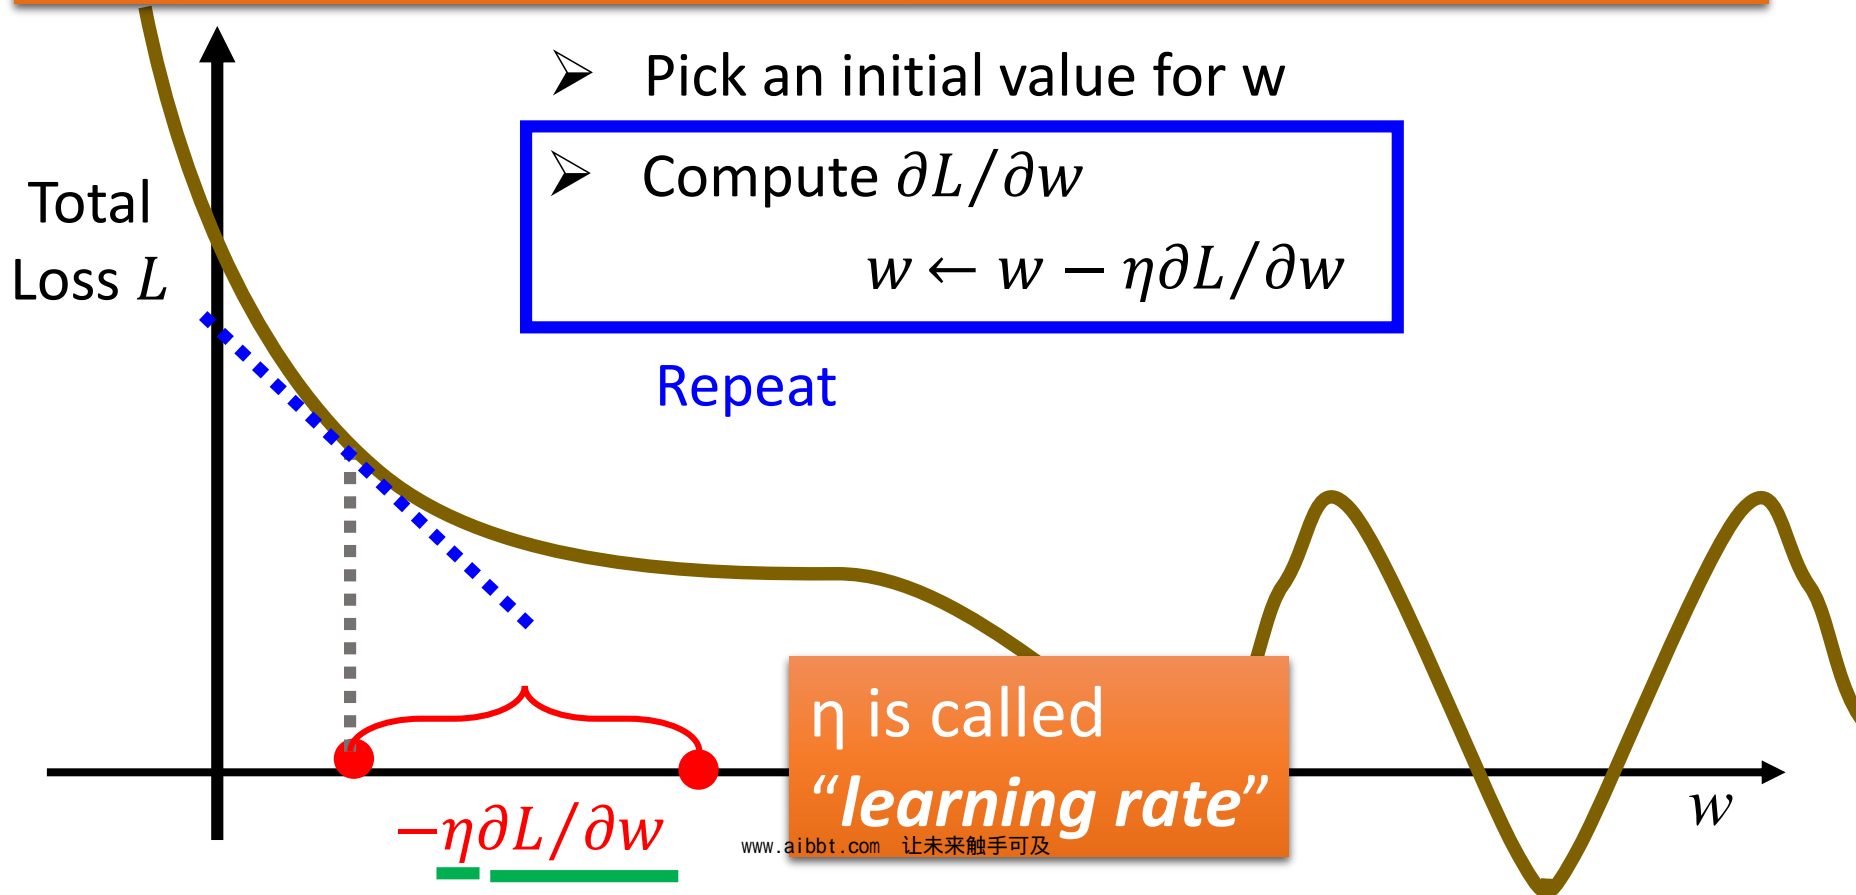 ➢ Pick an initial value for w
➢ Compute 𝜕𝐿/𝜕𝑤
𝑤 ← 𝑤 − 𝜂𝜕𝐿/𝜕𝑤
Total
Loss 𝐿
Repeat
η is called
“learning rate”
𝑤
−𝜂𝜕𝐿/𝜕𝑤
www.aibbt.com 让未来触手可及